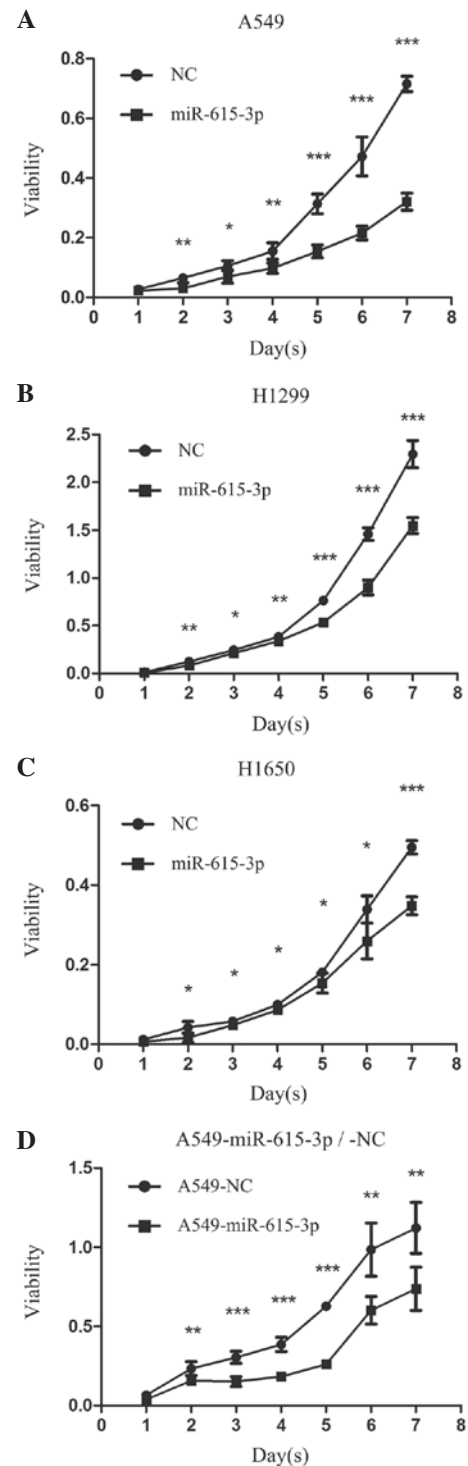 A
A549
NC
miR-615-3p
***
***
***
**
*
**
Viability
0.8
0.6
0.4
0.2
0.0
0 1 2 3 4 5 6 7 8
Day(s)
B
H1299
NC
miR-615-3p
***
***
***
**
*
**
Viability
2.5
2.0
1.5
1.0
0.5
0.0
0 1 2 3 4 5 6 7 8
Day(s)
C
H1650
NC
miR-615-3p
***
*
*
*
*
*
Viability
0.6
0.4
0.2
0.0
0 1 2 3 4 5 6 7 8
Day(s)
D
A549-miR-615-3p / -NC
A549-NC
A549-miR-615-3p
**
**
***
***
***
**
Viability
1.5
1.0
0.5
0.0
0 1 2 3 4 5 6 7 8
Day(s)